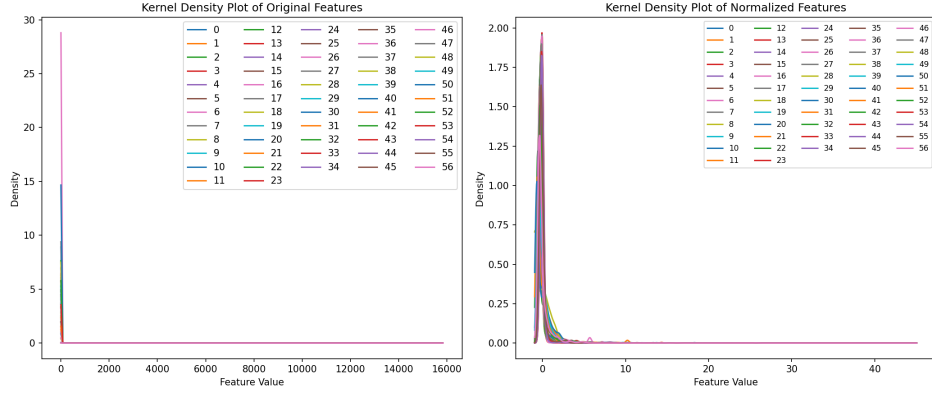 Kernel Density Plot of Original Features
Density
30
25
20
15
10
5
0
0 12 24 35 46
1 13 25 36 47
2 14 26 37 48
3 15 27 38 49
4 16 28 39 50
5 17 29 40 51
6 18 30 41 52
7 19 31 42 53
8 20 32 43 54
9 21 33 44 55
10 22 34 45 56
11 23
0 2000 4000 6000 8000 10000 12000 14000 16000
Feature Value
Kernel Density Plot of Normalized Features
Density
2.00
1.75
1.50
1.25
1.00
0.75
0.50
0.25
0.00
0 12 24 35 46
1 13 25 36 47
2 14 26 37 48
3 15 27 38 49
4 16 28 39 50
5 17 29 40 51
6 18 30 41 52
7 19 31 42 53
8 20 32 43 54
9 21 33 44 55
10 22 34 45 56
11 23
0 10 20 30 40
Feature Value